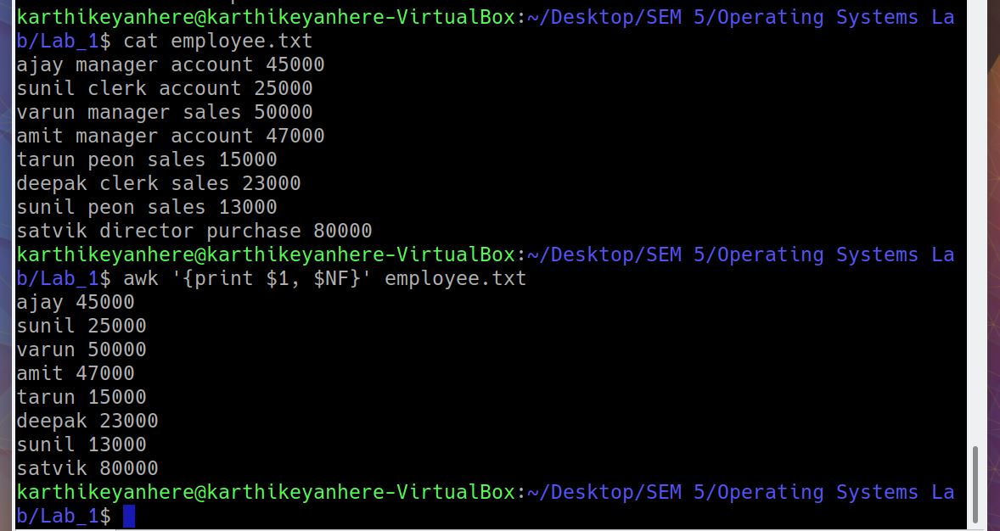 karthikeyanhere@karthikeyanhere-VirtualBox:~/Desktop/SEM 5/Operating Systems La
b/Lab_1$ cat employee.txt
ajay manager account 45000
sunil clerk account 25000
varun manager sales 50000
amit manager account 47000
tarun peon sales 15000
deepak clerk sales 23000
sunil peon sales 13000
satvik director purchase 80000
karthikeyanhere@karthikeyanhere-VirtualBox:~/Desktop/SEM 5/Operating Systems La
b/Lab_1$ awk '{print $1, $NF}' employee.txt
ajay 45000
sunil 25000
varun 50000
amit 47000
tarun 15000
deepak 23000
sunil 13000
satvik 80000
karthikeyanhere@karthikeyanhere-VirtualBox:~/Desktop/SEM 5/Operating Systems La
b/Lab_1$